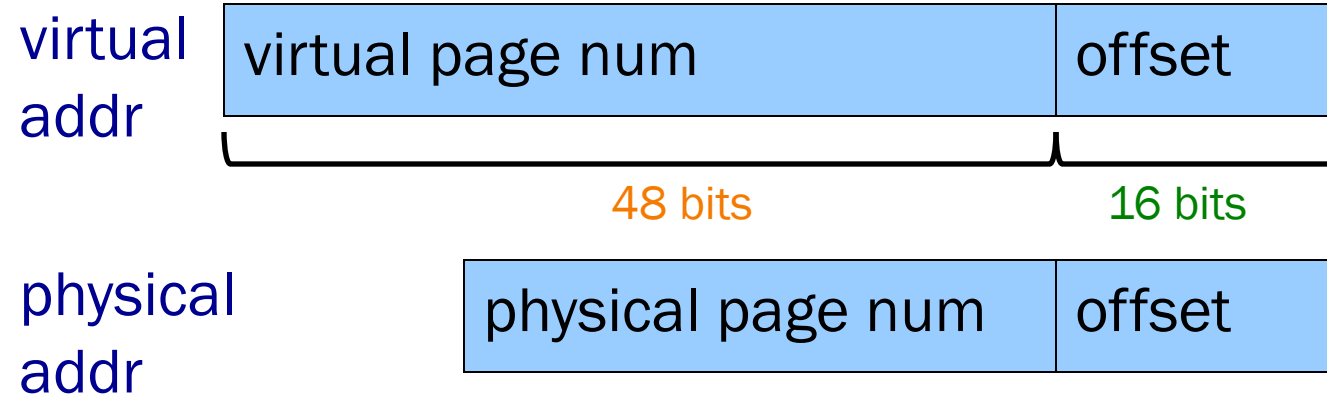 virtual
addr
virtual page num
offset
48 bits
16 bits
physical
addr
physical page num
offset